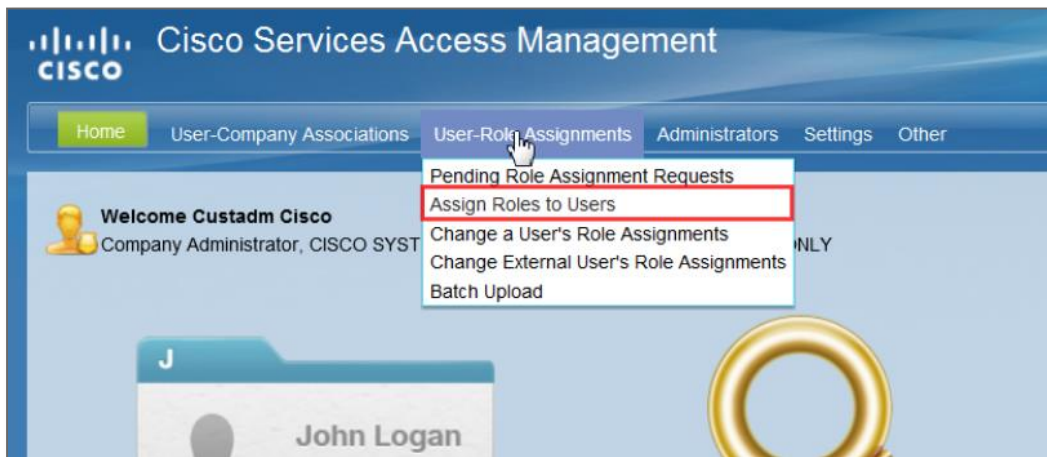 Cisco Services Access Management
CISCO
Home User-Company Associations User-Role Assignments Administrators Settings Other
Pending Role Assignment Requests
Assign Roles to Users
Change a User's Role Assignments
Change External User's Role Assignments
Batch Upload
Welcome Custadm Cisco
Company Administrator, CISCO SYST
NLY
J
John Logan